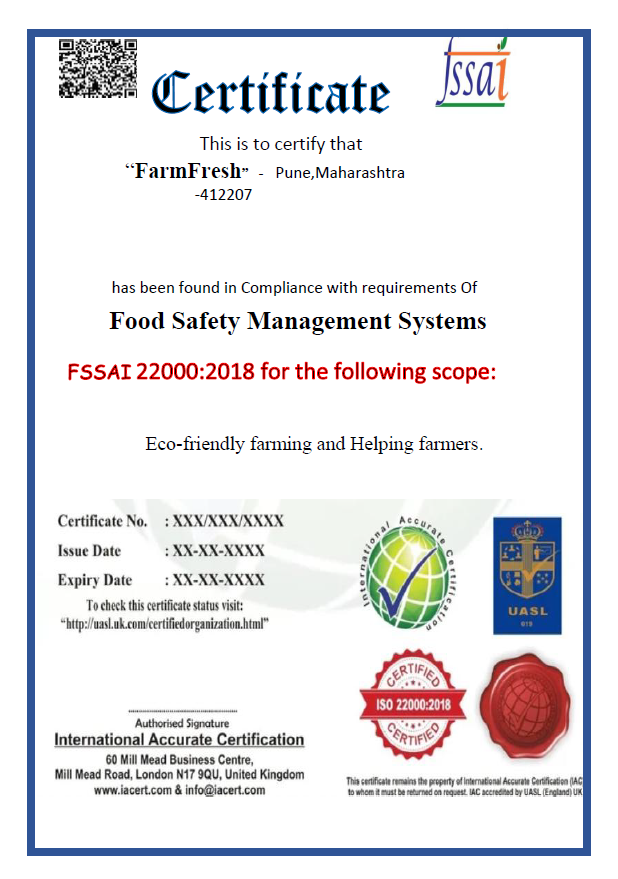 Certificate
fssai
This is to certify that
“FarmFresh” - Pune,Maharashtra
-412207
has been found in Compliance with requirements Of
Food Safety Management Systems
FSSAI 22000:2018 for the following scope:
Eco-friendly farming and Helping farmers.
Certificate No. : XXX/XXX/XXXX
Issue Date : XX-XX-XXXX
Expiry Date : XX-XX-XXXX
To check this certificate status visit:
“http://uasl.uk.com/certifiedorganization.html”
International Accurate Certification
UASL
015
CERTIFIED
ISO 22000:2018
CERTIFIED
Authorised Signature
International Accurate Certification
60 Mill Mead Business Centre,
Mill Mead Road, London N17 9QU, United Kingdom
www.iacert.com & info@iacert.com
This certificate remains the property of International Accurate Certification (IAC
to whom it must be returned on request. IAC accredited by UASL (England) UK